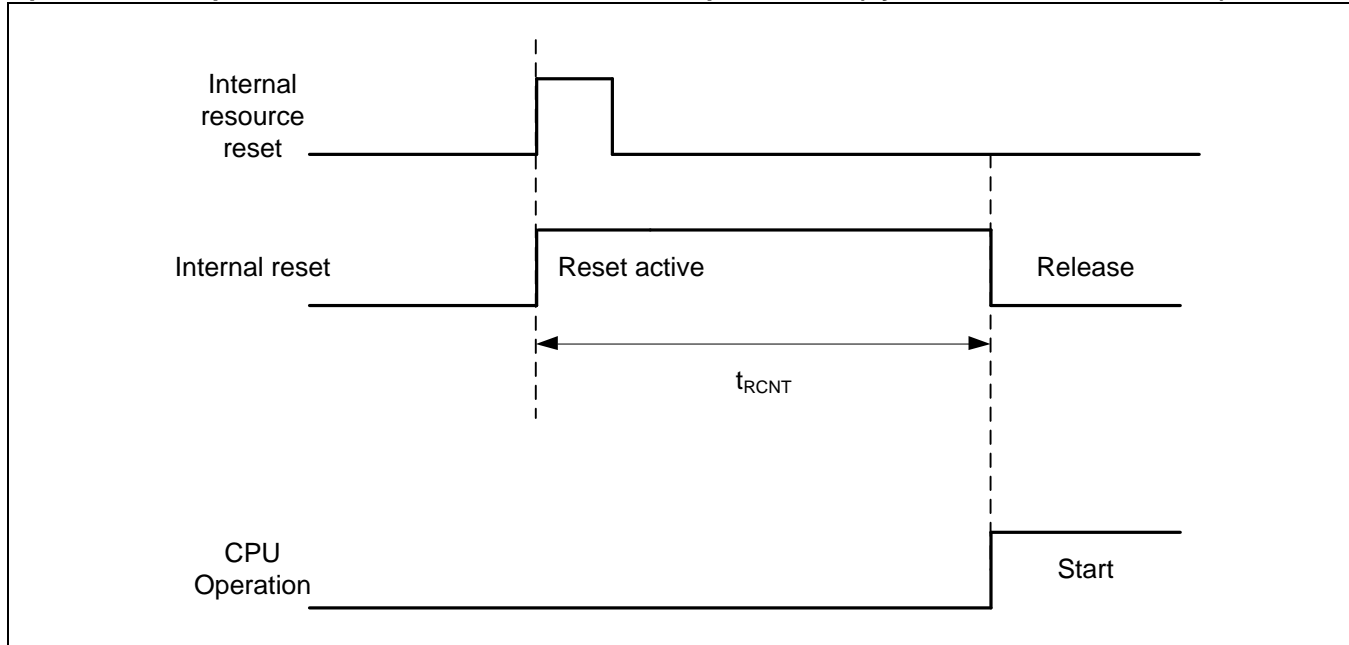 Internal
resource
reset
Internal reset
Reset active
Release
tRCNT
CPU
Operation
Start